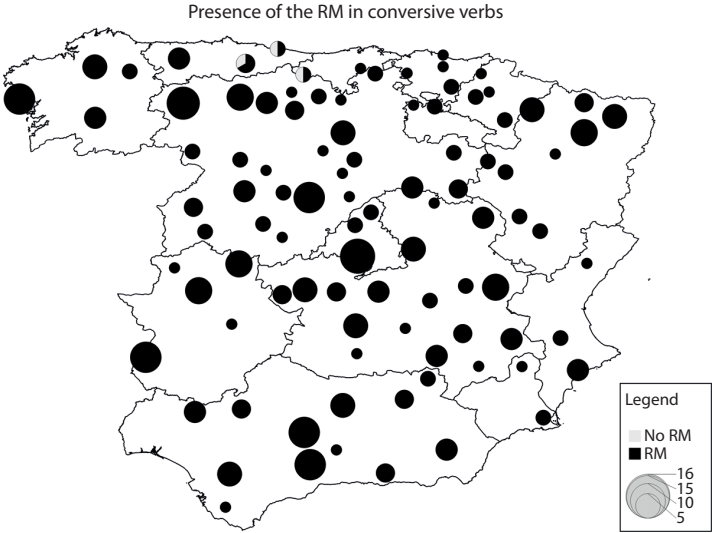 Presence of the RM in conversive verbs
Legend
No RM
RM
16
15
10
5